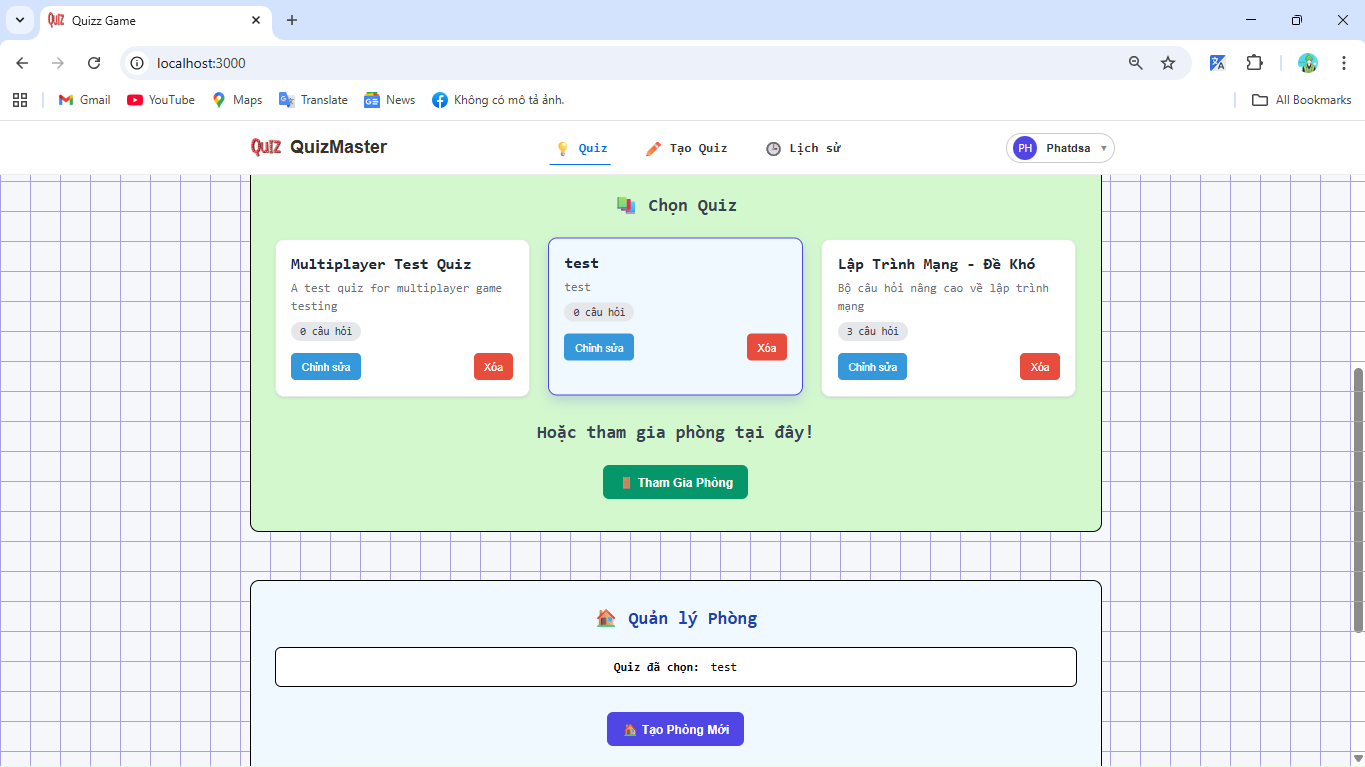 Quizz Game
localhost:3000
Gmail
YouTube
Maps
Translate
News
Không có mô tả ảnh.
All Bookmarks
QUIZ QuizMaster
Quiz
Tạo Quiz
Lịch sử
PH Phatdsa
Chọn Quiz
Multiplayer Test Quiz
A test quiz for multiplayer game
testing
0 câu hỏi
Chỉnh sửa
Xóa
test
test
0 câu hỏi
Chỉnh sửa
Xóa
Lập Trình Mạng - Đề Khó
Bộ câu hỏi nâng cao về lập trình
mạng
3 câu hỏi
Chỉnh sửa
Xóa
Hoặc tham gia phòng tại đây!
Tham Gia Phòng
Quản lý Phòng
Quiz đã chọn: test
Tạo Phòng Mới